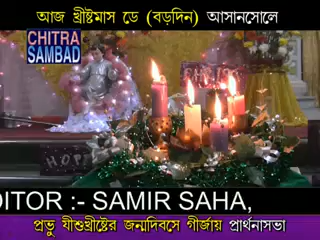 আজ খ্রীষ্টমাস ডে (বড়দিন) আসানসোলে
CHITRA
SAMBAD
HOPE
DITOR :- SAMIR SAHA,
প্রভু যীশুখ্রীষ্টের জন্মদিবসে গীর্জায় প্রার্থনাসভা